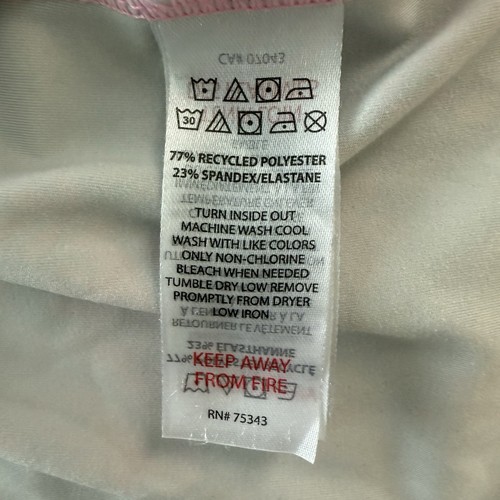 30
77% RECYCLED POLYESTER
23% SPANDEX/ELASTANE
TURN INSIDE OUT
MACHINE WASH COOL
WASH WITH LIKE COLORS
ONLY NON-CHLORINE
BLEACH WHEN NEEDED
TUMBLE DRY LOW REMOVE
PROMPTLY FROM DRYER
LOW IRON
KEEP AWAY
FROM FIRE
RN# 75343